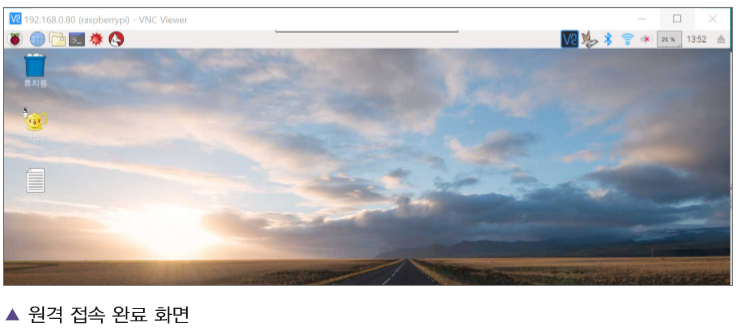 192.168.0.80 (raspberrypi) - VNC Viewer
21 %
13:52
휴지통
▲ 원격 접속 완료 화면